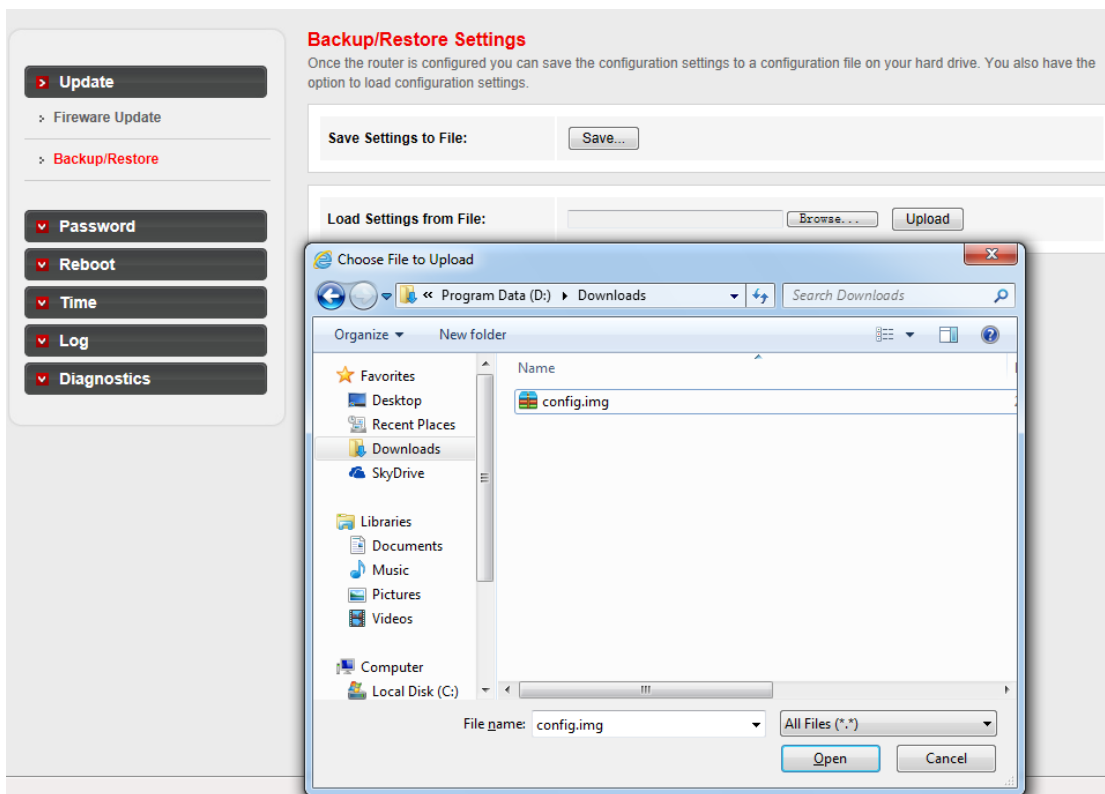 Update
Fireware Update
Backup/Restore
Password
Reboot
Time
Log
Diagnostics
Backup/Restore Settings
Once the router is configured you can save the configuration settings to a configuration file on your hard drive. You also have the
option to load configuration settings.
Save Settings to File:
Save...
Load Settings from File:
Browse...
Upload
Choose File to Upload
« Program Data (D:) Downloads
Search Downloads
Organize
New folder
Favorites
Desktop
Recent Places
Downloads
SkyDrive
Libraries
Documents
Music
Pictures
Videos
Computer
Local Disk (C:)
Name
config.img
File name: config.img
All Files (*.*)
Open
Cancel